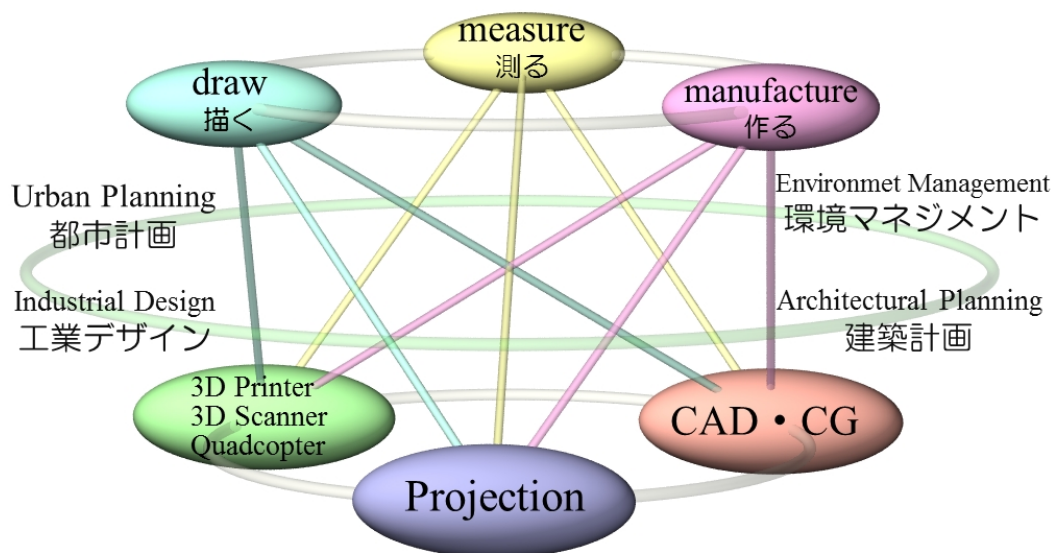 measure
測る
draw
描く
manufacture
作る
Urban Planning
都市計画
Environmet Management
環境マネジメント
Industrial Design
工業デザイン
Architectural Planning
建築計画
3D Printer
3D Scanner
Quadcopter
CAD・CG
Projection